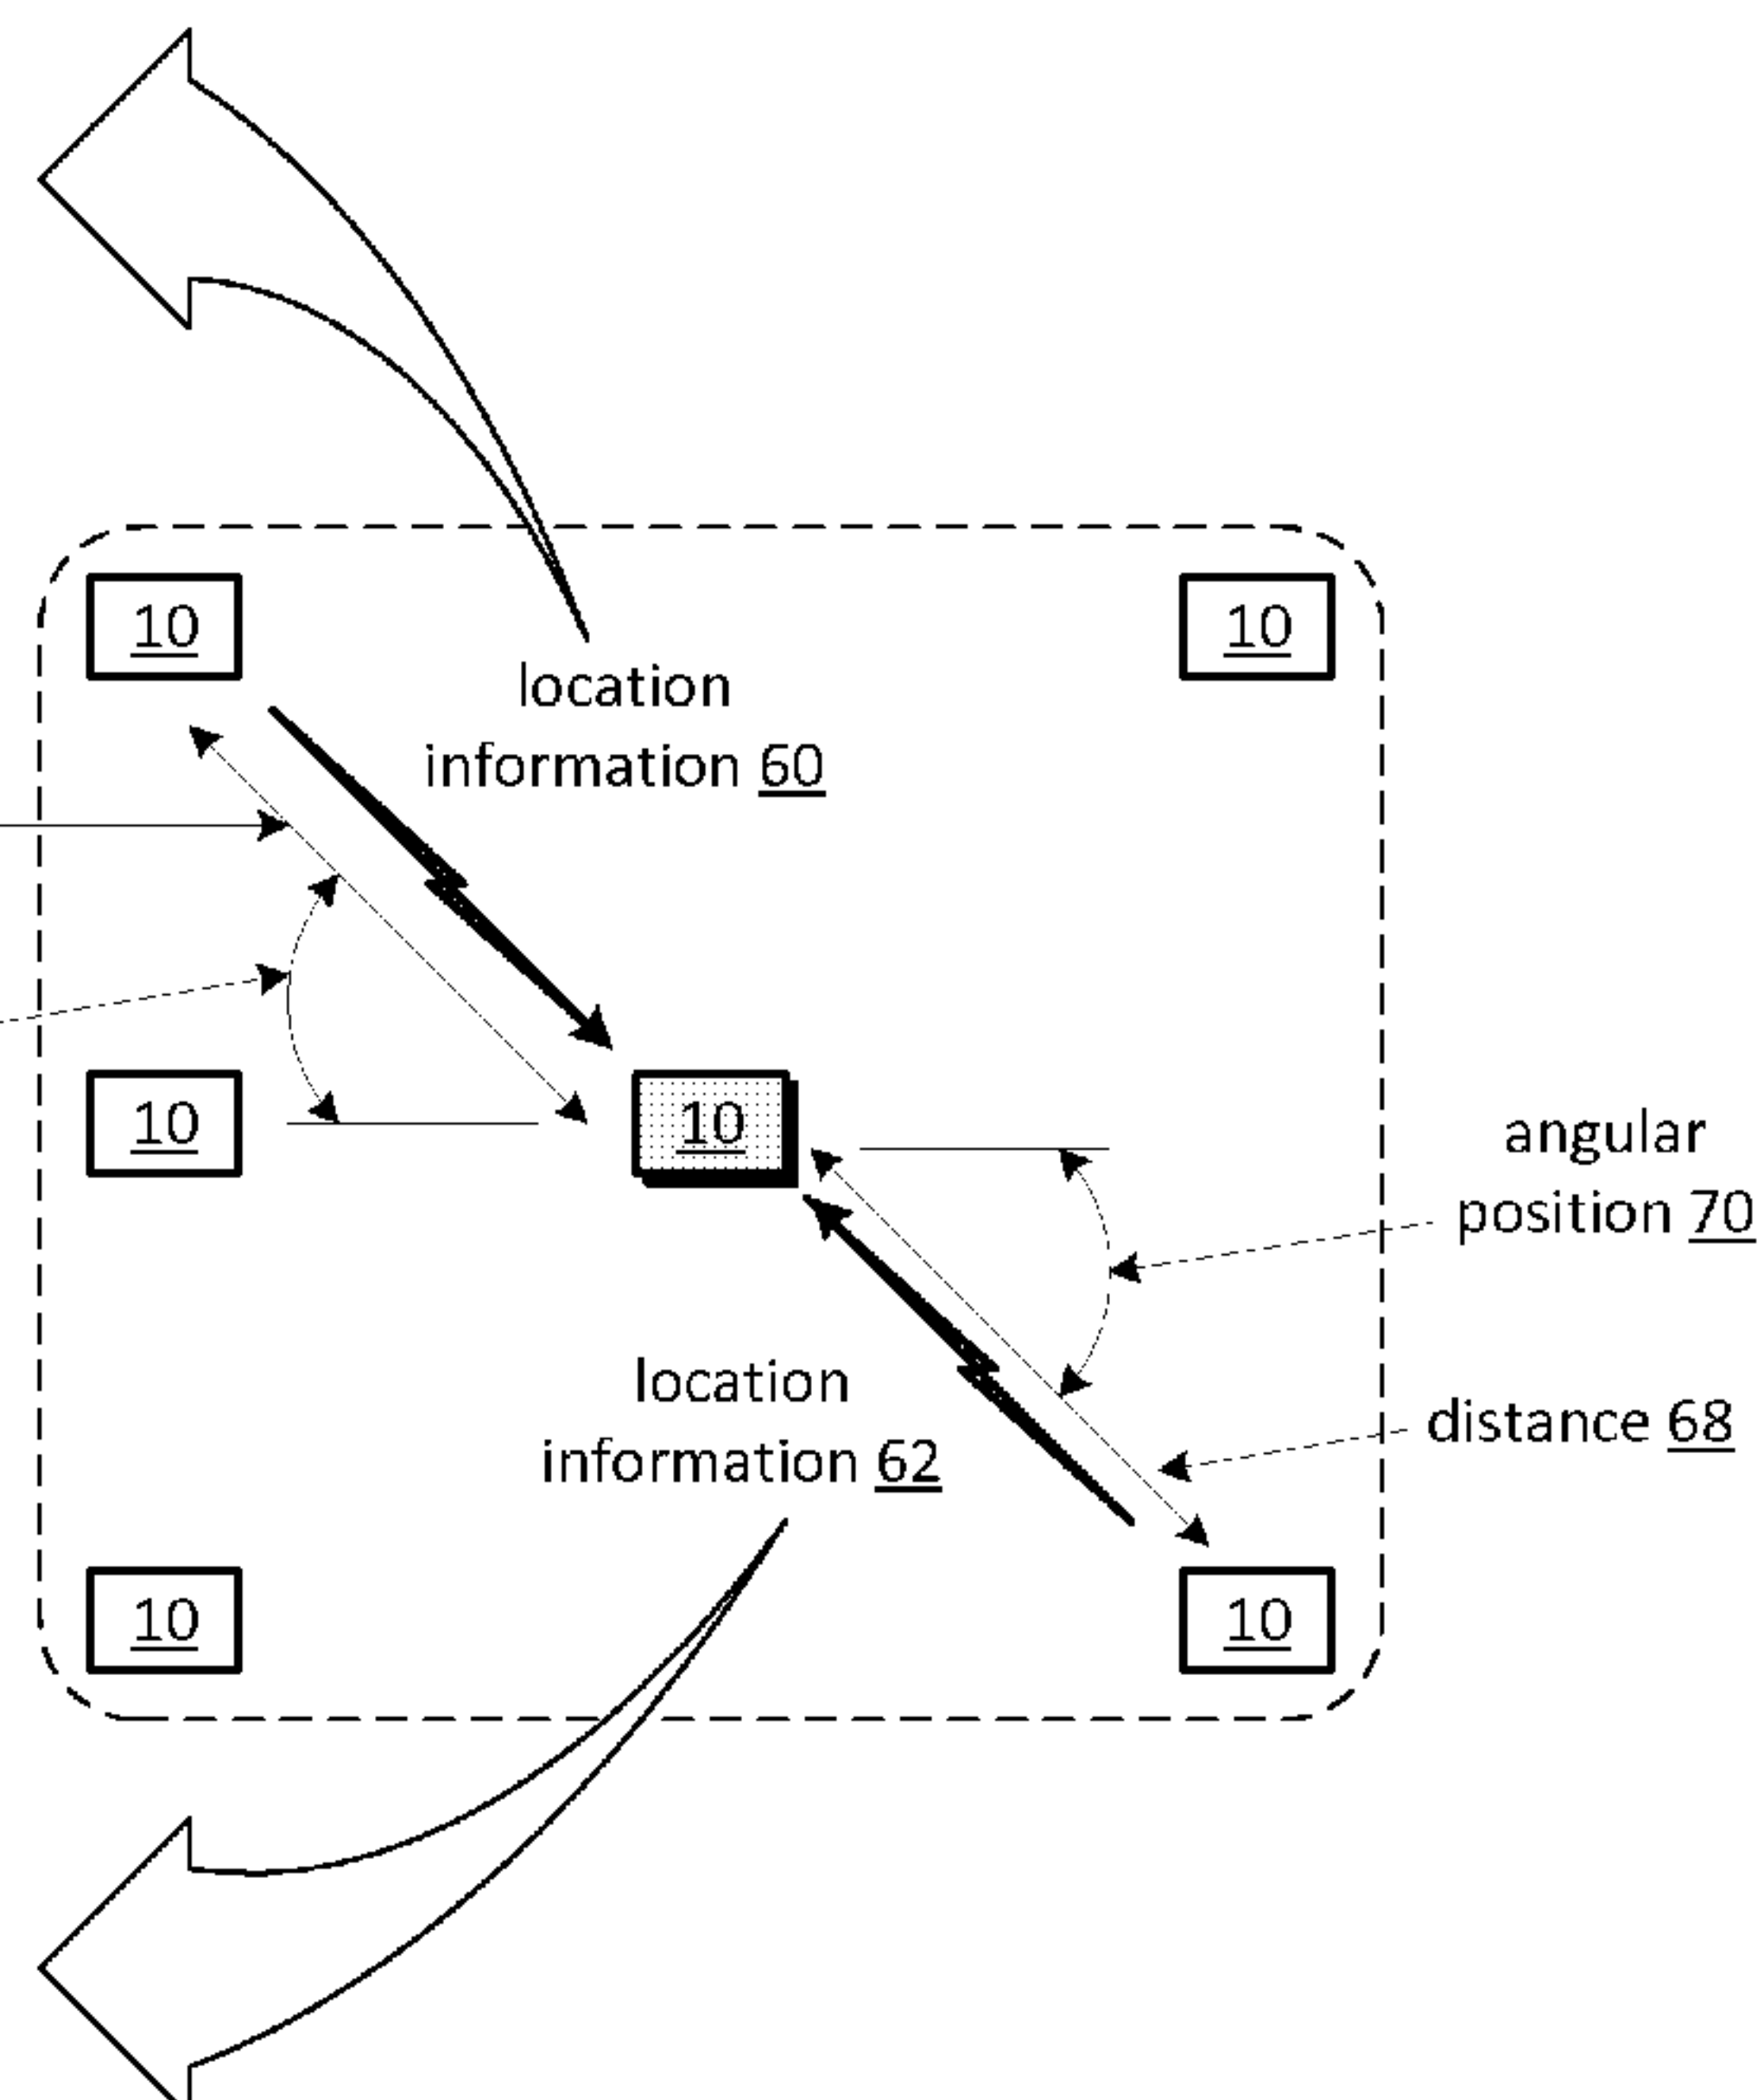 10
10
location
information 60
10
10
angular
position 70
location
information 62
distance 68
10
10